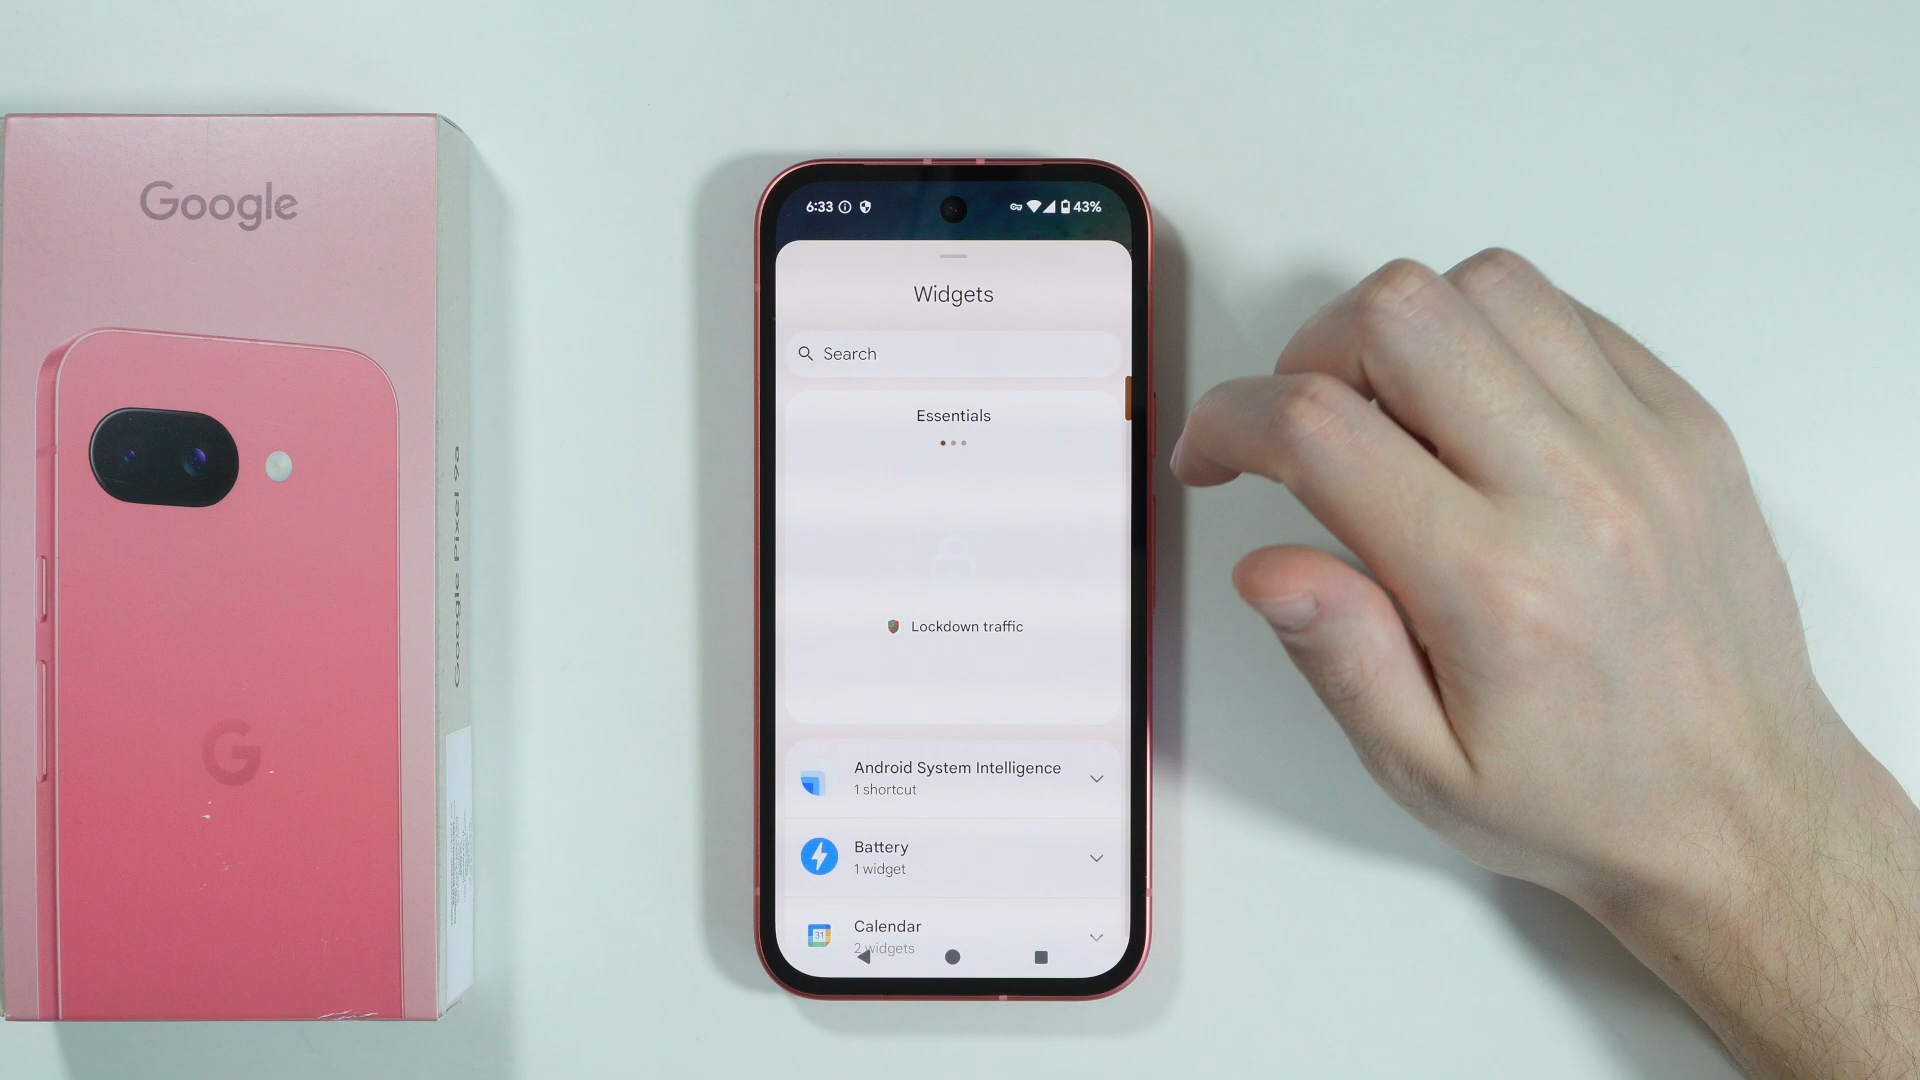 Google
Google Pixel 9a
6:33
43%
Widgets
Search
Essentials
Lockdown traffic
Android System Intelligence
1 shortcut
Battery
1 widget
31
Calendar
2 widgets